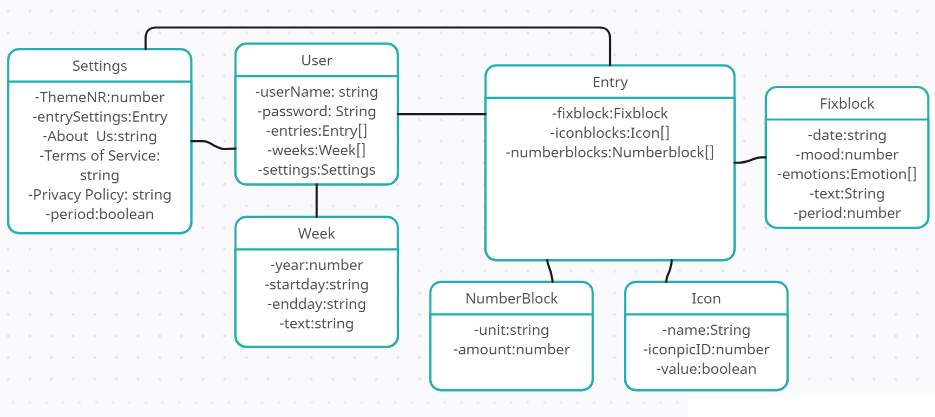 Settings
-ThemeNR:number
-entrySettings:Entry
-About  Us:string
-Terms of Service:
string
-Privacy Policy: string
-period:boolean
User
-userName: string
-password: String
-entries:Entry[]
-weeks:Week[]
-settings:Settings
Week
-year:number
-startday:string
-endday:string
-text:string
Entry
-fixblock:Fixblock
-iconblocks:Icon[]
-numberblocks:Numberblock[]
NumberBlock
-unit:string
-amount:number
Icon
-name:String
-iconpicID:number
-value:boolean
Fixblock
-date:string
-mood:number
-emotions:Emotion[]
-text:String
-period:number